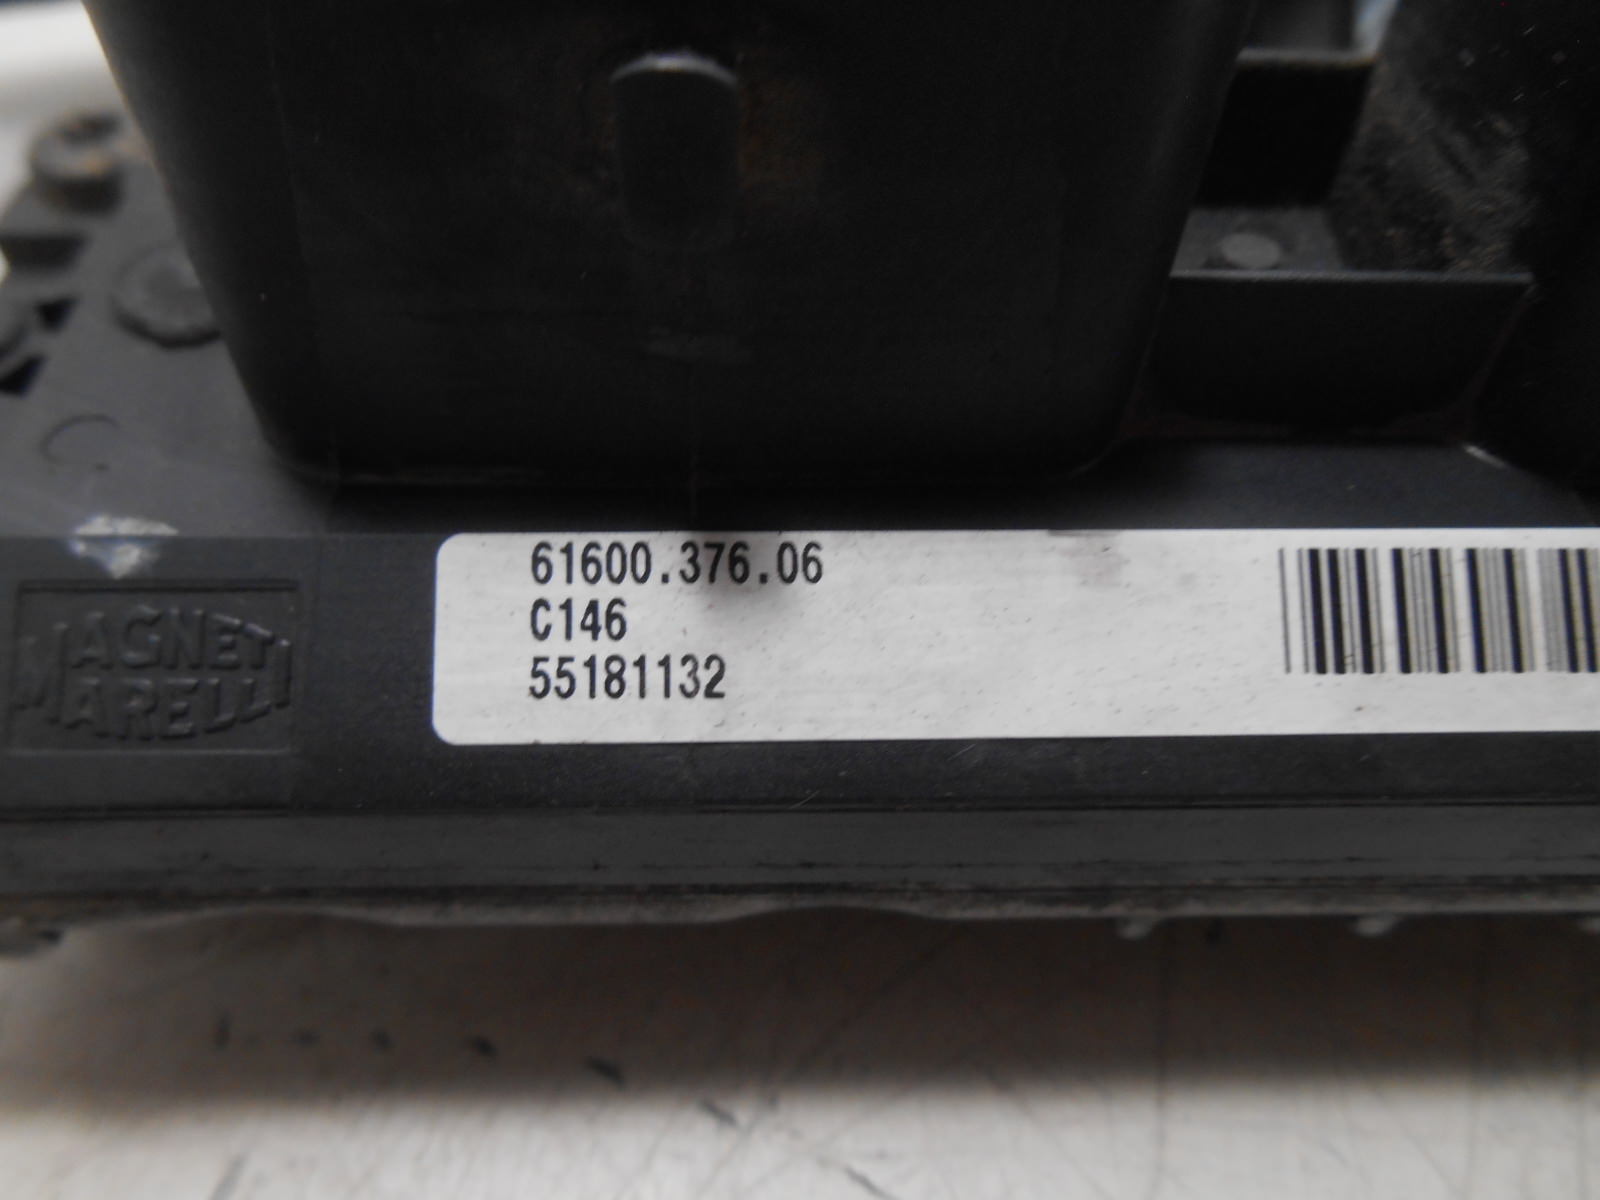 MAGNETI
MARELLI
61600.376.06
C146
55181132